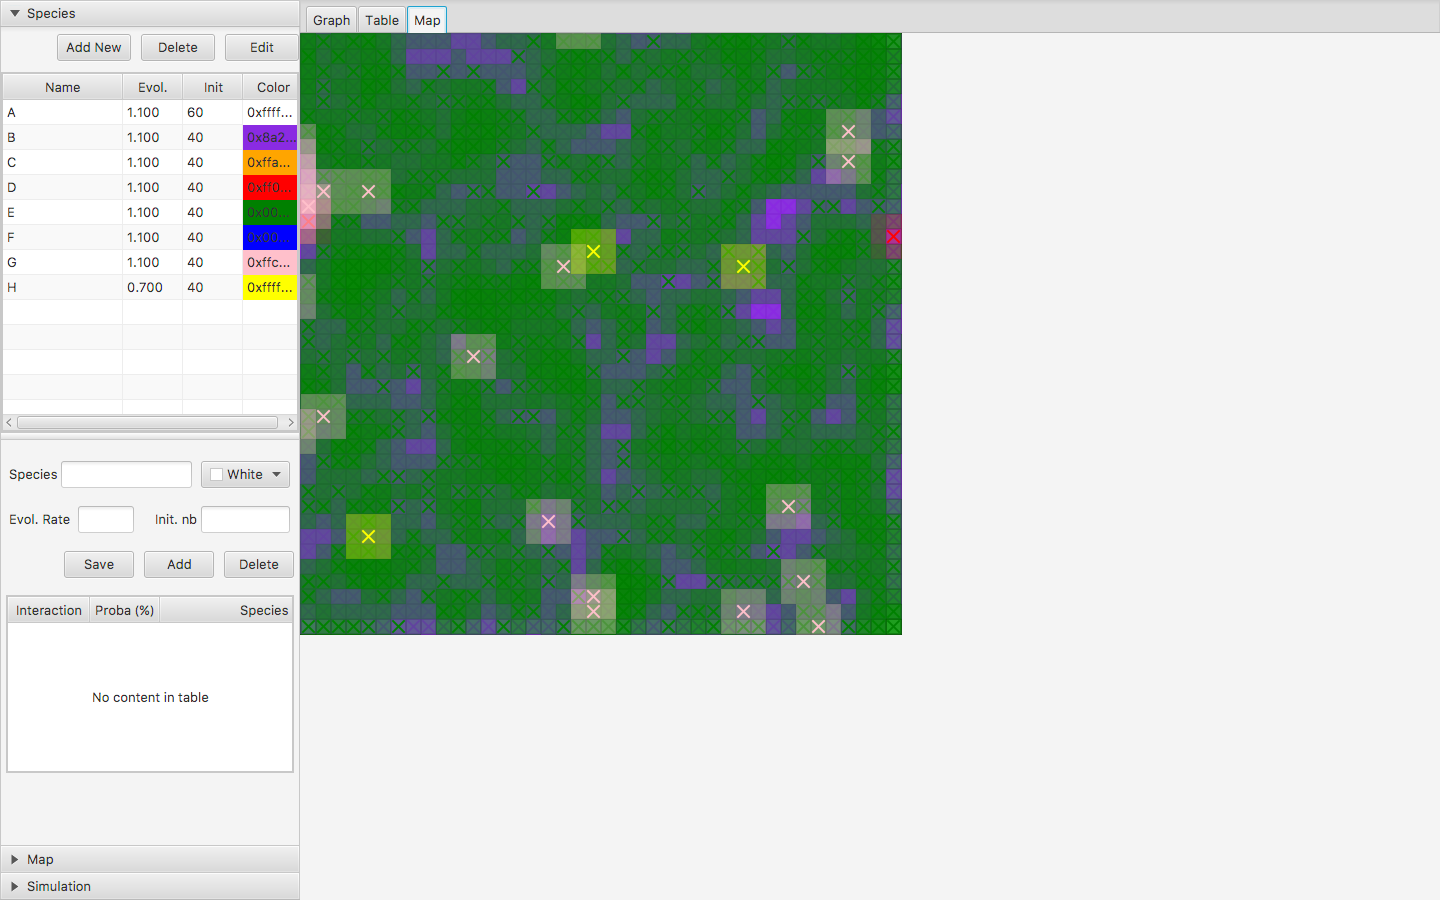 Species
Graph Table Map
Add New Delete Edit
Name Evol. Init Color
A 1.100 60 0xffff...
B 1.100 40 0x8a2...
C 1.100 40 0xffa...
D 1.100 40 0xff0...
E 1.100 40 0x00...
F 1.100 40 0x00...
G 1.100 40 0xffc...
H 0.700 40 0xffff...
Species White
Evol. Rate Init. nb
Save Add Delete
Interaction Proba (%) Species
No content in table
Map
Simulation